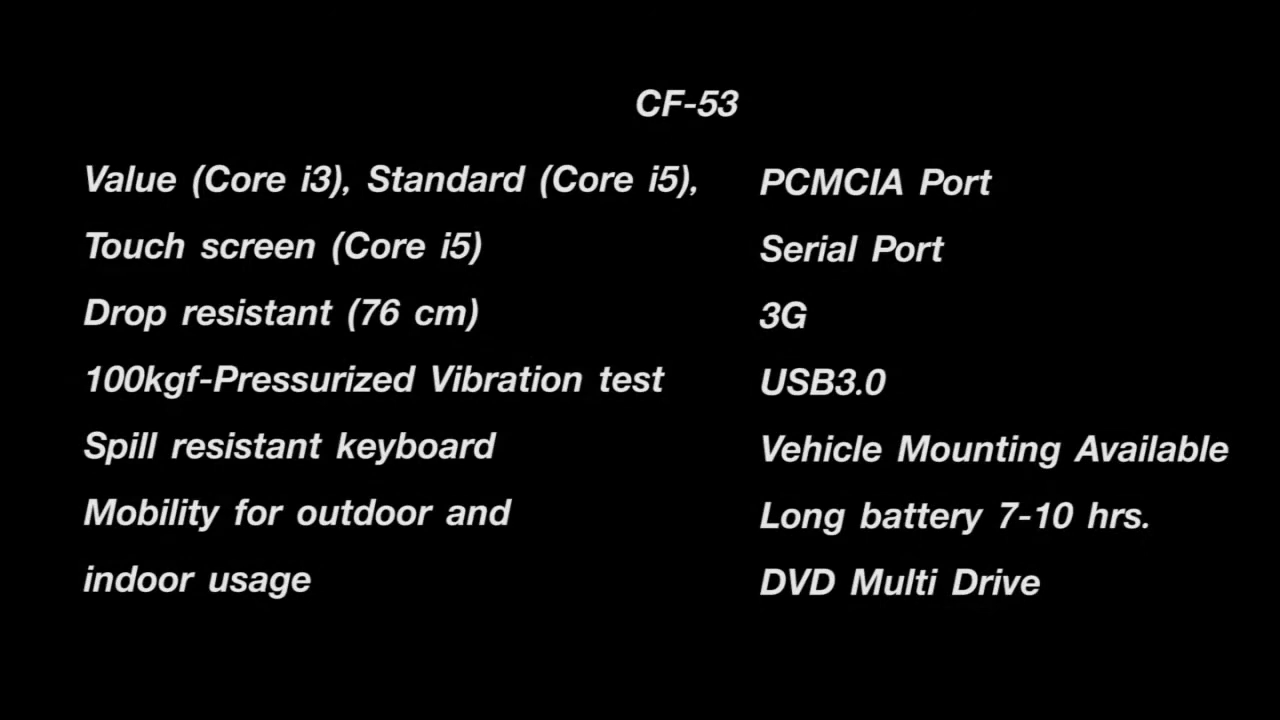 CF-53
Value (Core i3), Standard (Core i5),
Touch screen (Core i5)
Drop resistant (76 cm)
100kgf-Pressurized Vibration test
Spill resistant keyboard
Mobility for outdoor and
indoor usage
PCMCIA Port
Serial Port
3G
USB3.0
Vehicle Mounting Available
Long battery 7-10 hrs.
DVD Multi Drive